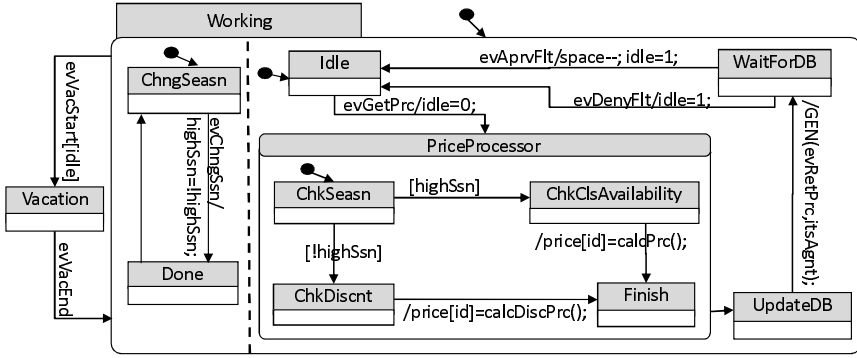 Working
ChngSeasn
Idle
evAprvFlt/space--; idle=1;
WaitForDB
evDenyFlt/idle=1;
evGetPrc/idle=0;
evVacStart[idle]
evChngSsn/
highSsn=!highSsn;
PriceProcessor
/GEN(evRetPrc,itsAgnt);
ChkSeasn
[highSsn]
ChkClsAvailability
Vacation
[!highSsn]
/price[id]=calcPrc();
evVacEnd
Done
ChkDiscnt
Finish
UpdateDB
/price[id]=calcDiscPrc();